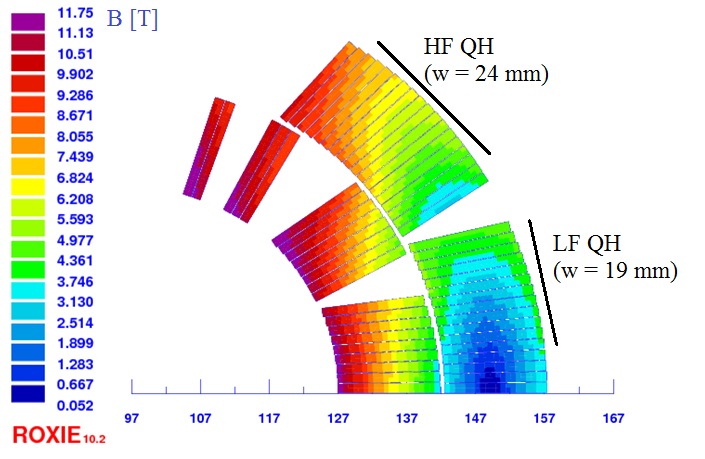 B [T]
11.75
11.13
10.51
9.902
9.286
8.671
8.055
7.439
6.824
6.208
5.593
4.977
4.361
3.746
3.130
2.514
1.899
1.283
0.667
0.052
HF QH
(w = 24 mm)
LF QH
(w = 19 mm)
97 107 117 127 137 147 157 167
ROXIE 10.2